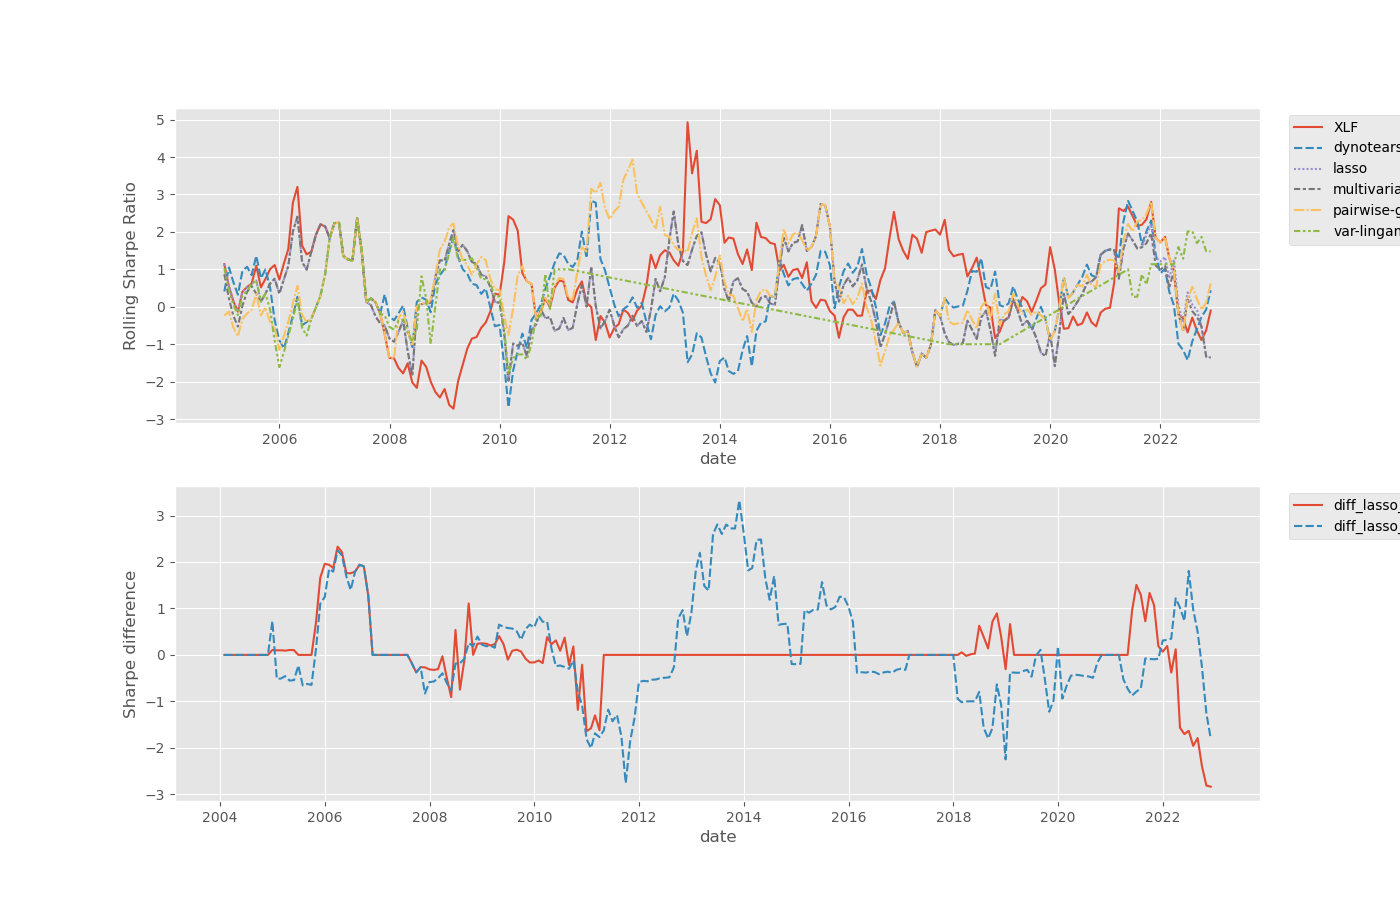 5
4
3
2
1
0
−1
−2
−3
Rolling Sharpe Ratio
2006
2008
2010
2012
2014
2016
2018
2020
2022
date
XLF
dynotears
lasso
multivaria
pairwise-g
var-lingam
3
2
1
0
−1
−2
−3
Sharpe difference
2004
2006
2008
2010
2012
2014
2016
2018
2020
2022
date
diff_lasso_
diff_lasso_